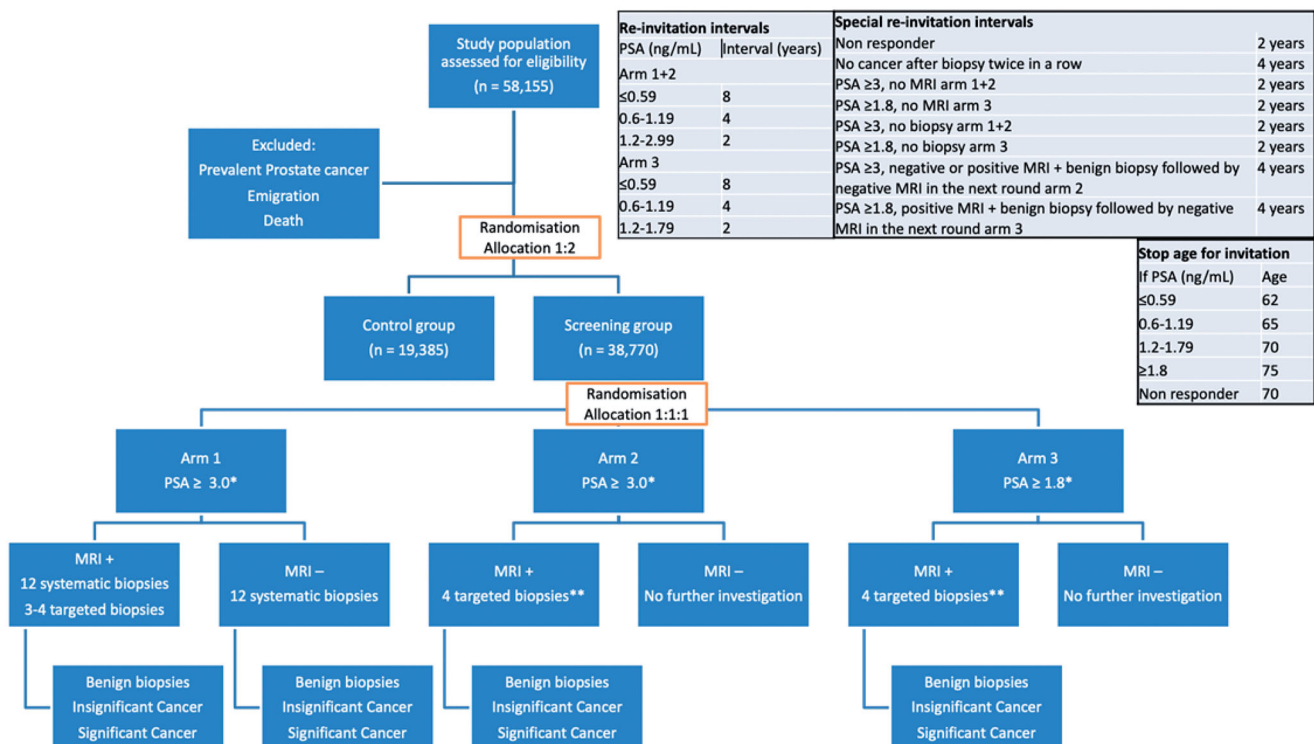 Study population
assessed for eligibility
(n = 58,155)
Excluded:
Prevalent Prostate cancer
Emigration
Death
Randomisation
Allocation 1:2
Control group
(n = 19,385)
Screening group
(n = 38,770)
Randomisation
Allocation 1:1:1
Arm 1
PSA ≥ 3.0*
Arm 2
PSA ≥ 3.0*
Arm 3
PSA ≥ 1.8*
MRI +
12 systematic biopsies
3-4 targeted biopsies
MRI –
12 systematic biopsies
MRI +
4 targeted biopsies**
MRI –
No further investigation
MRI +
4 targeted biopsies**
MRI –
No further investigation
Benign biopsies
Insignificant Cancer
Significant Cancer
Benign biopsies
Insignificant Cancer
Significant Cancer
Benign biopsies
Insignificant Cancer
Significant Cancer
Benign biopsies
Insignificant Cancer
Significant Cancer
Re-invitation intervals
PSA (ng/mL) Interval (years)
Arm 1+2
≤0.59 8
0.6-1.19 4
1.2-2.99 2
Arm 3
≤0.59 8
0.6-1.19 4
1.2-1.79 2
Special re-invitation intervals
Non responder 2 years
No cancer after biopsy twice in a row 4 years
PSA ≥3, no MRI arm 1+2 2 years
PSA ≥1.8, no MRI arm 3 2 years
PSA ≥3, no biopsy arm 1+2 2 years
PSA ≥1.8, no biopsy arm 3 2 years
PSA ≥3, negative or positive MRI + benign biopsy followed by 4 years
negative MRI in the next round arm 2
PSA ≥1.8, positive MRI + benign biopsy followed by negative 4 years
MRI in the next round arm 3
Stop age for invitation
If PSA (ng/mL) Age
≤0.59 62
0.6-1.19 65
1.2-1.79 70
≥1.8 75
Non responder 70